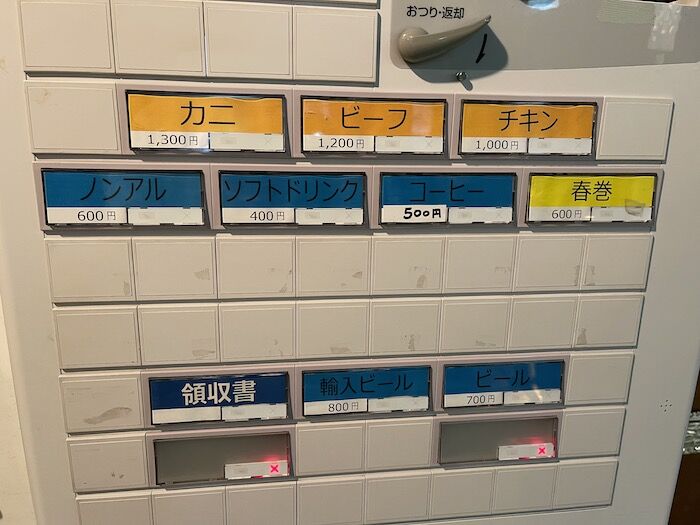 おつり・返却
カニ
1,300円
ビーフ
1,200円
チキン
1,000円
ノンアル
600円
ソフトドリンク
400円
コーヒー
500円
春巻
600円
領収書
輸入ビール
800円
ビール
700円